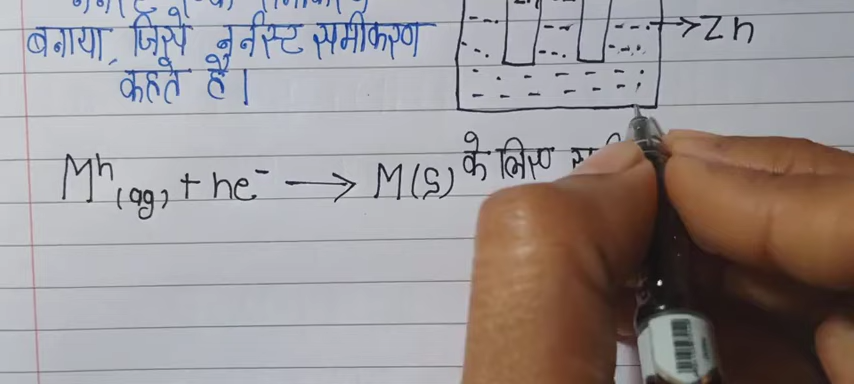 बनाया, जिसे नर्नस्ट समीकरण
कहते हैं।
Zn
Mⁿ(aq) + ne⁻ ⟶ M(s) के लिए